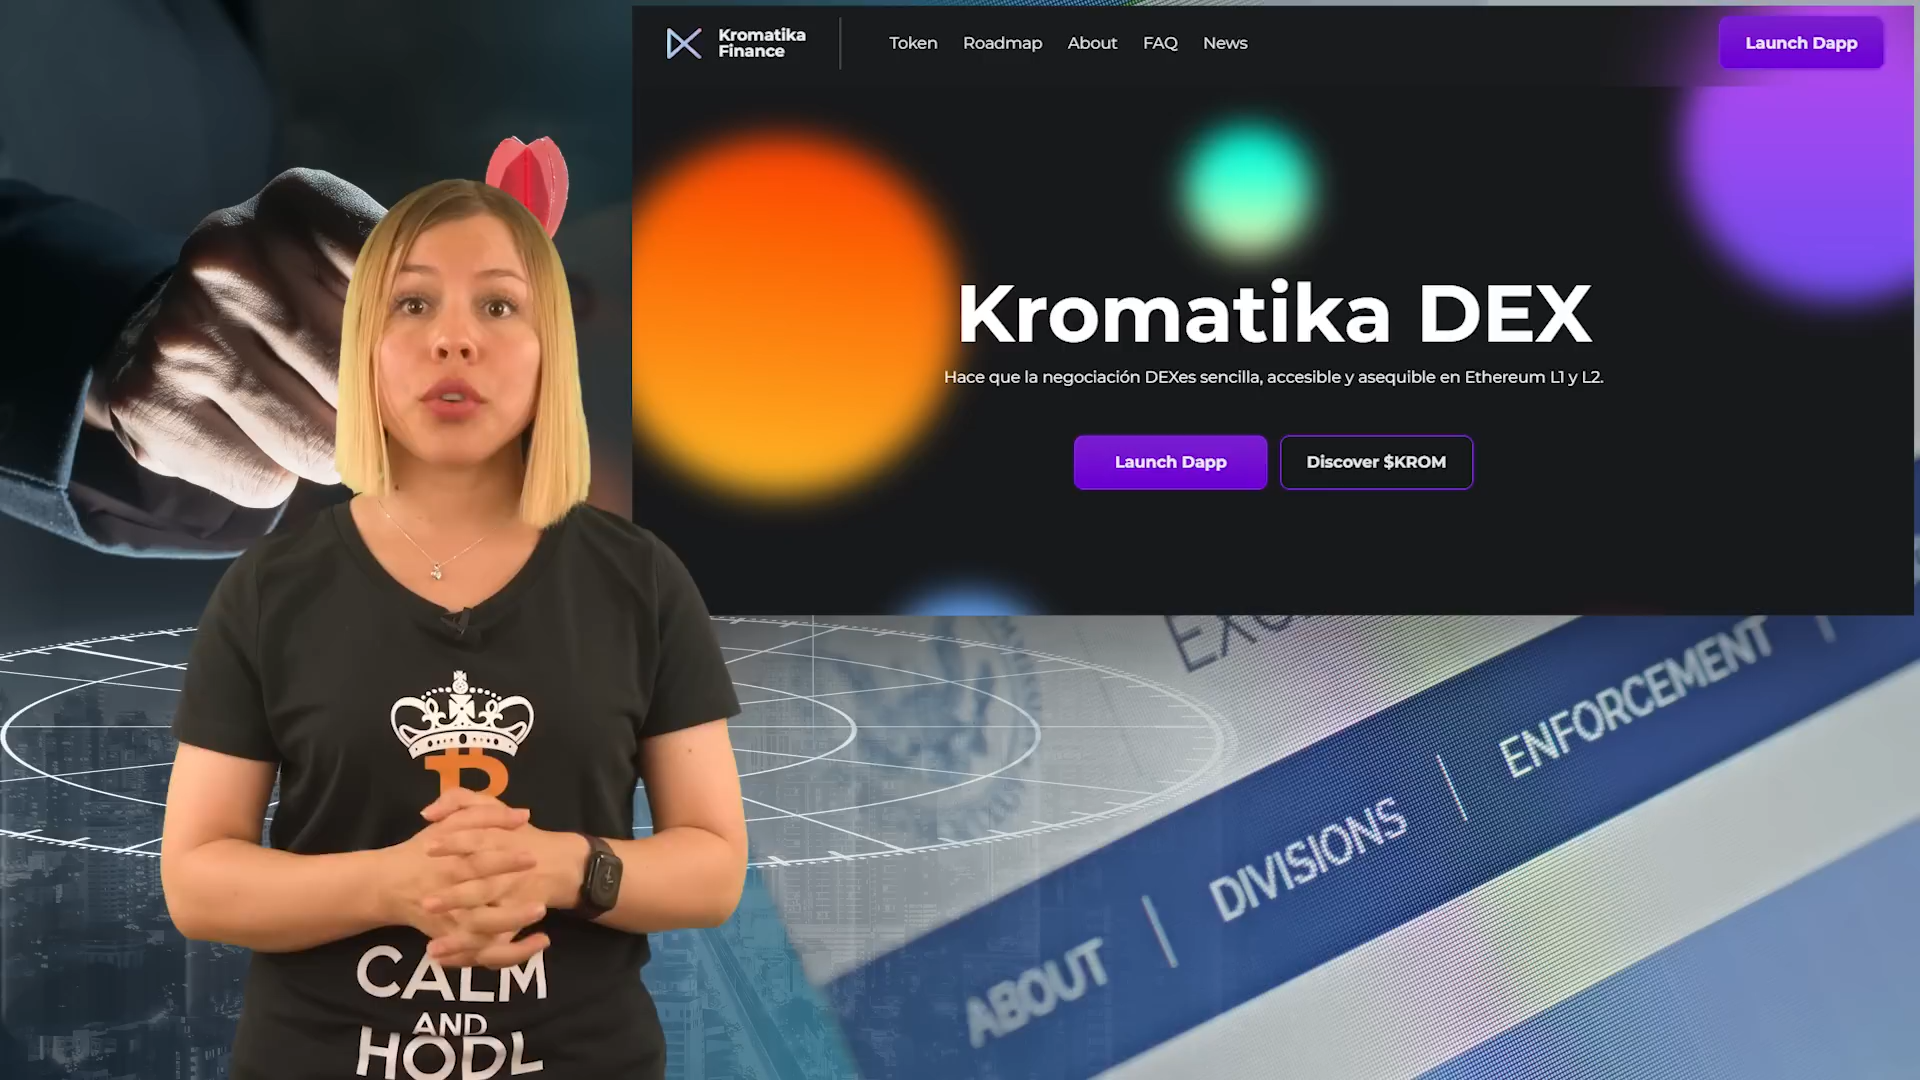 Kromatika
Finance
Token
Roadmap
About
FAQ
News
Launch Dapp
Kromatika DEX
Hace que la negociación DEXes sencilla, accesible y asequible en Ethereum L1 y L2.
Launch Dapp
Discover $KROM
ABOUT | DIVISIONS | ENFORCEMENT |
CALM
AND
HODL